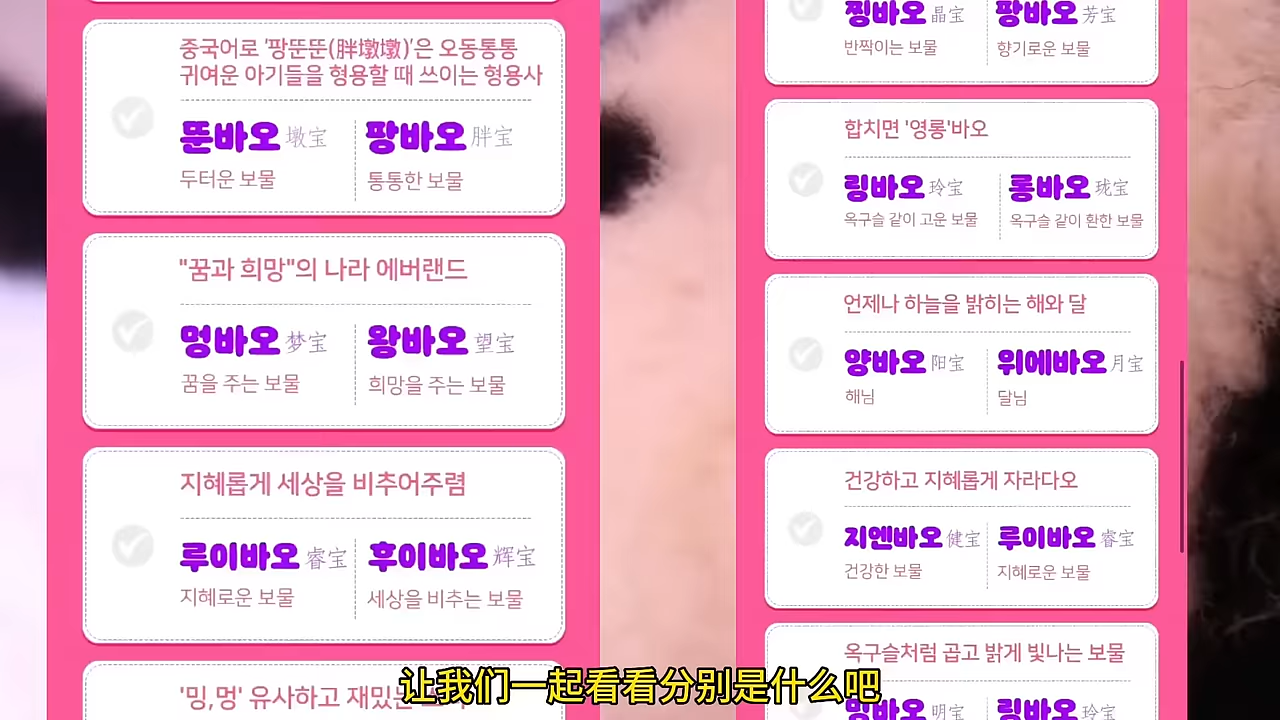 중국어로 '팡뚠뚠(胖墩墩)'은 오동통통
귀여운 아기들을 형용할 때 쓰이는 형용사
뚠바오 墩宝 팡바오 胖宝
두터운 보물 통통한 보물
"꿈과 희망"의 나라 에버랜드
멍바오 梦宝 왕바오 望宝
꿈을 주는 보물 희망을 주는 보물
지혜롭게 세상을 비추어주렴
루이바오 睿宝 후이바오 辉宝
지혜로운 보물 세상을 비추는 보물
'밍,멍' 유사하고 재밌는
찡바오 晶宝 팡바오 芳宝
반짝이는 보물 향기로운 보물
합치면 '영롱'바오
링바오 玲宝 롱바오 珑宝
옥구슬 같이 고운 보물 옥구슬 같이 환한 보물
언제나 하늘을 밝히는 해와 달
양바오 阳宝 위에바오 月宝
해님 달님
건강하고 지혜롭게 자라다오
지엔바오 健宝 루이바오 睿宝
건강한 보물 지혜로운 보물
옥구슬처럼 곱고 밝게 빛나는 보물
밍바오 明宝 링바오 玲宝
让我们一起看看分别是什么吧